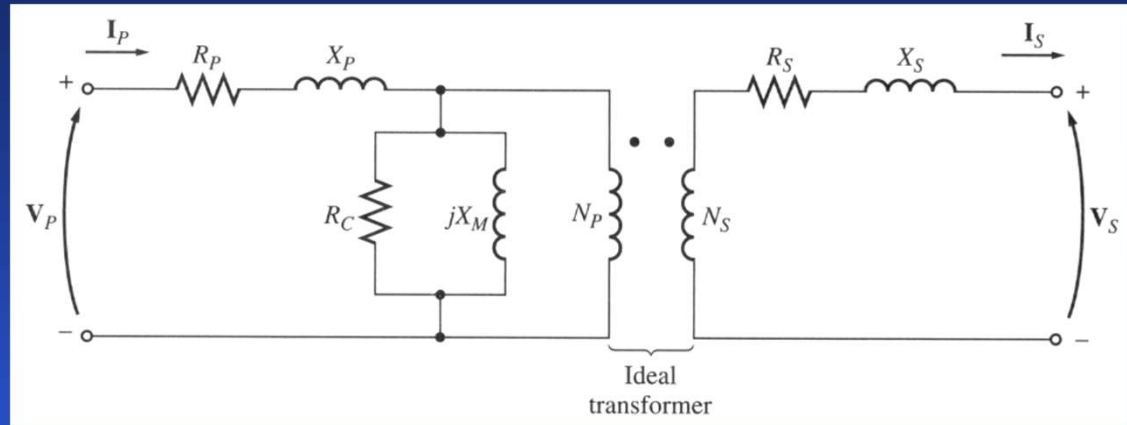 I_P
I_S
R_P
X_P
R_S
X_S
+
+
V_P
R_C
jX_M
N_P
N_S
V_S
−
−
Ideal
transformer